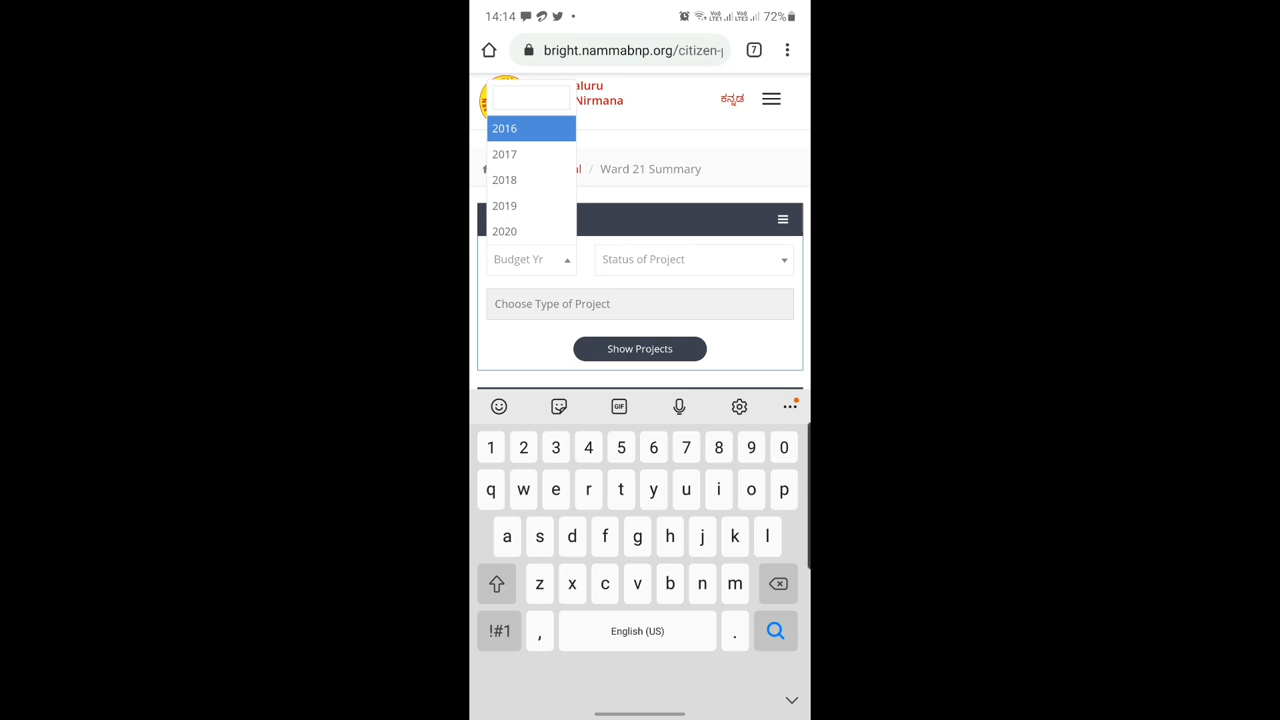 14:14
72%
bright.nammabnp.org/citizen-p
7
aluru
Nirmana
ಕನ್ನಡ
2016
2017
2018
2019
2020
al / Ward 21 Summary
Budget Yr
Status of Project
Choose Type of Project
Show Projects
GIF
1 2 3 4 5 6 7 8 9 0
q w e r t y u i o p
a s d f g h j k l
z x c v b n m
!#1 , English (US) .